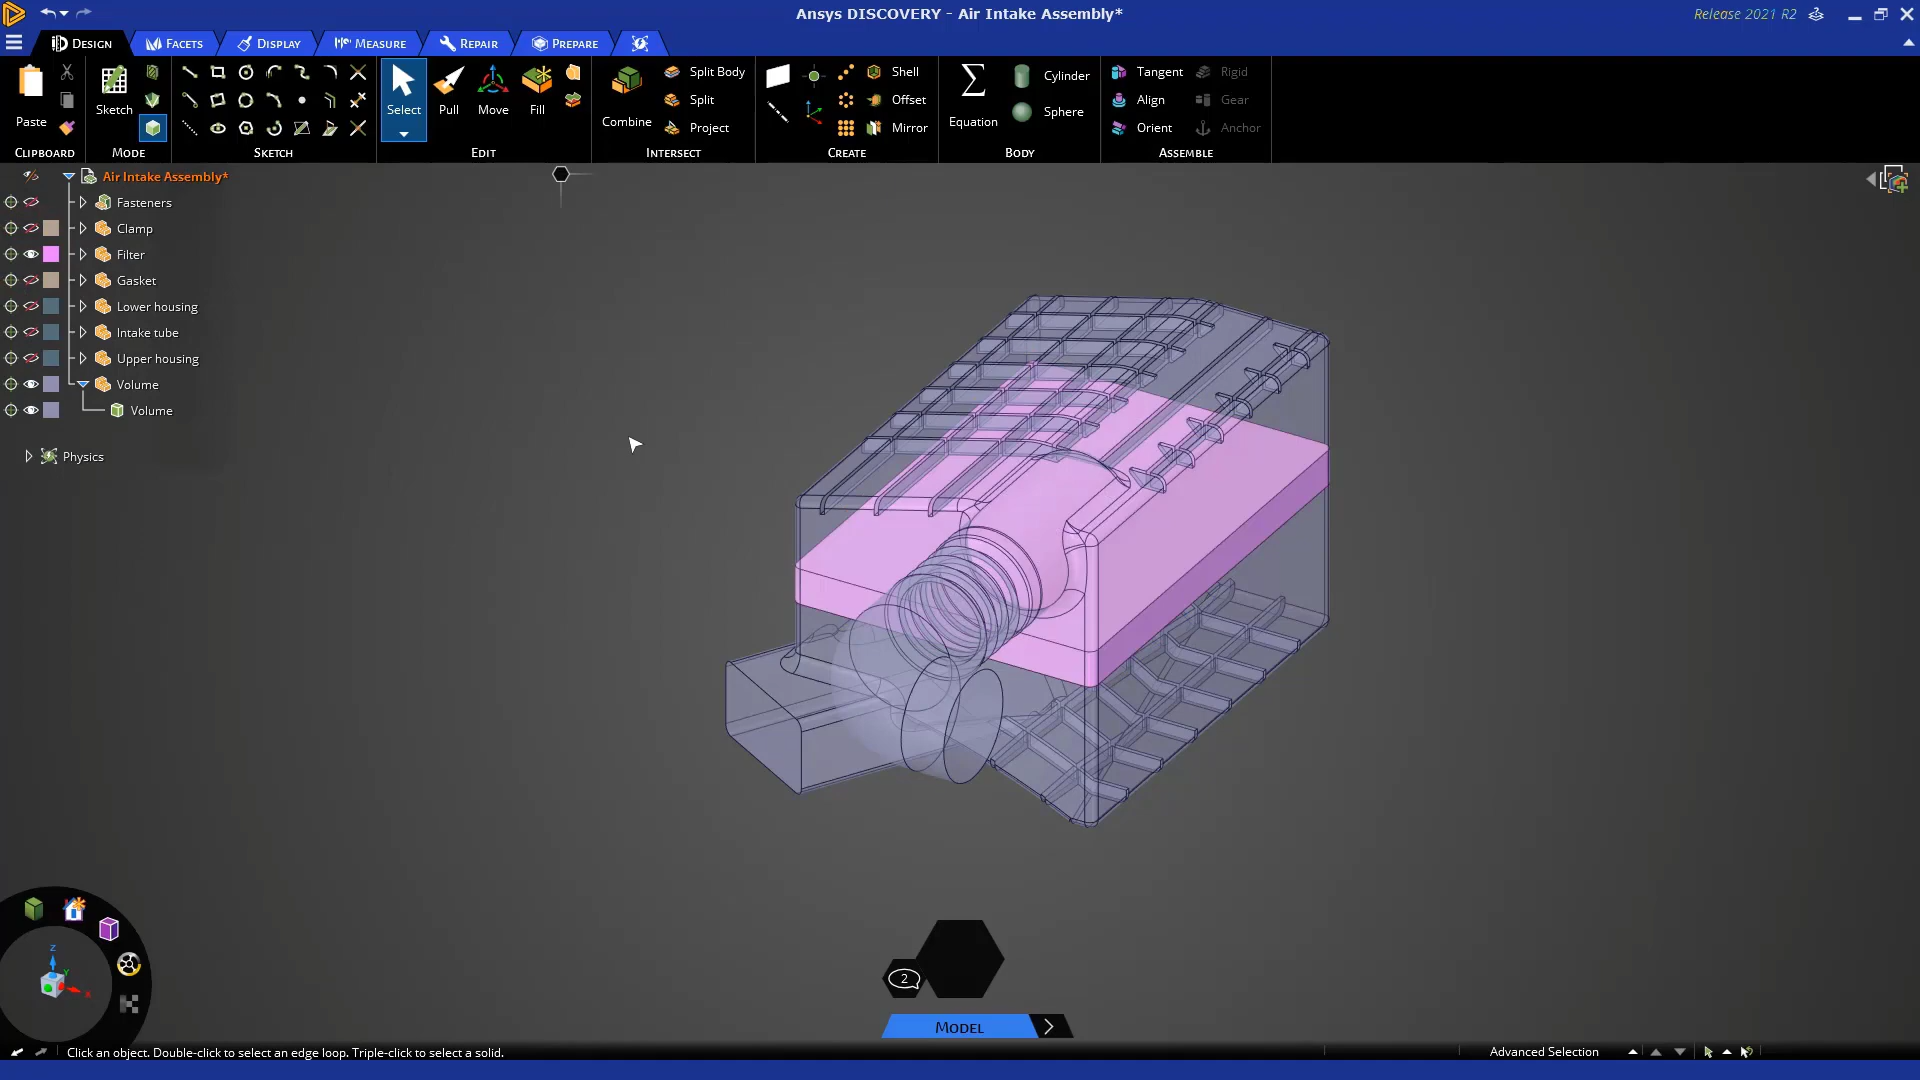 Ansys DISCOVERY - Air Intake Assembly*
Release 2021 R2
DESIGN
FACETS
DISPLAY
MEASURE
REPAIR
PREPARE
Paste
CLIPBOARD
Sketch
MODE
SKETCH
Select
Pull
Move
Fill
EDIT
Combine
Split Body
Split
Project
INTERSECT
Shell
Offset
Mirror
CREATE
Equation
Cylinder
Sphere
BODY
Tangent
Align
Orient
Rigid
Gear
Anchor
ASSEMBLE
Air Intake Assembly*
Fasteners
Clamp
Filter
Gasket
Lower housing
Intake tube
Upper housing
Volume
Volume
Physics
Z
Y
X
2
MODEL
Click an object. Double-click to select an edge loop. Triple-click to select a solid.
Advanced Selection